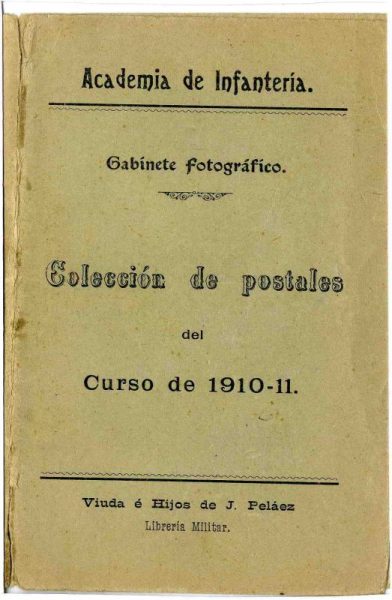 Academia de Infantería.
Gabinete fotográfico.
Colección de postales
del
Curso de 1910-11.
Viuda é Hijos de J. Peláez
Librería Militar.